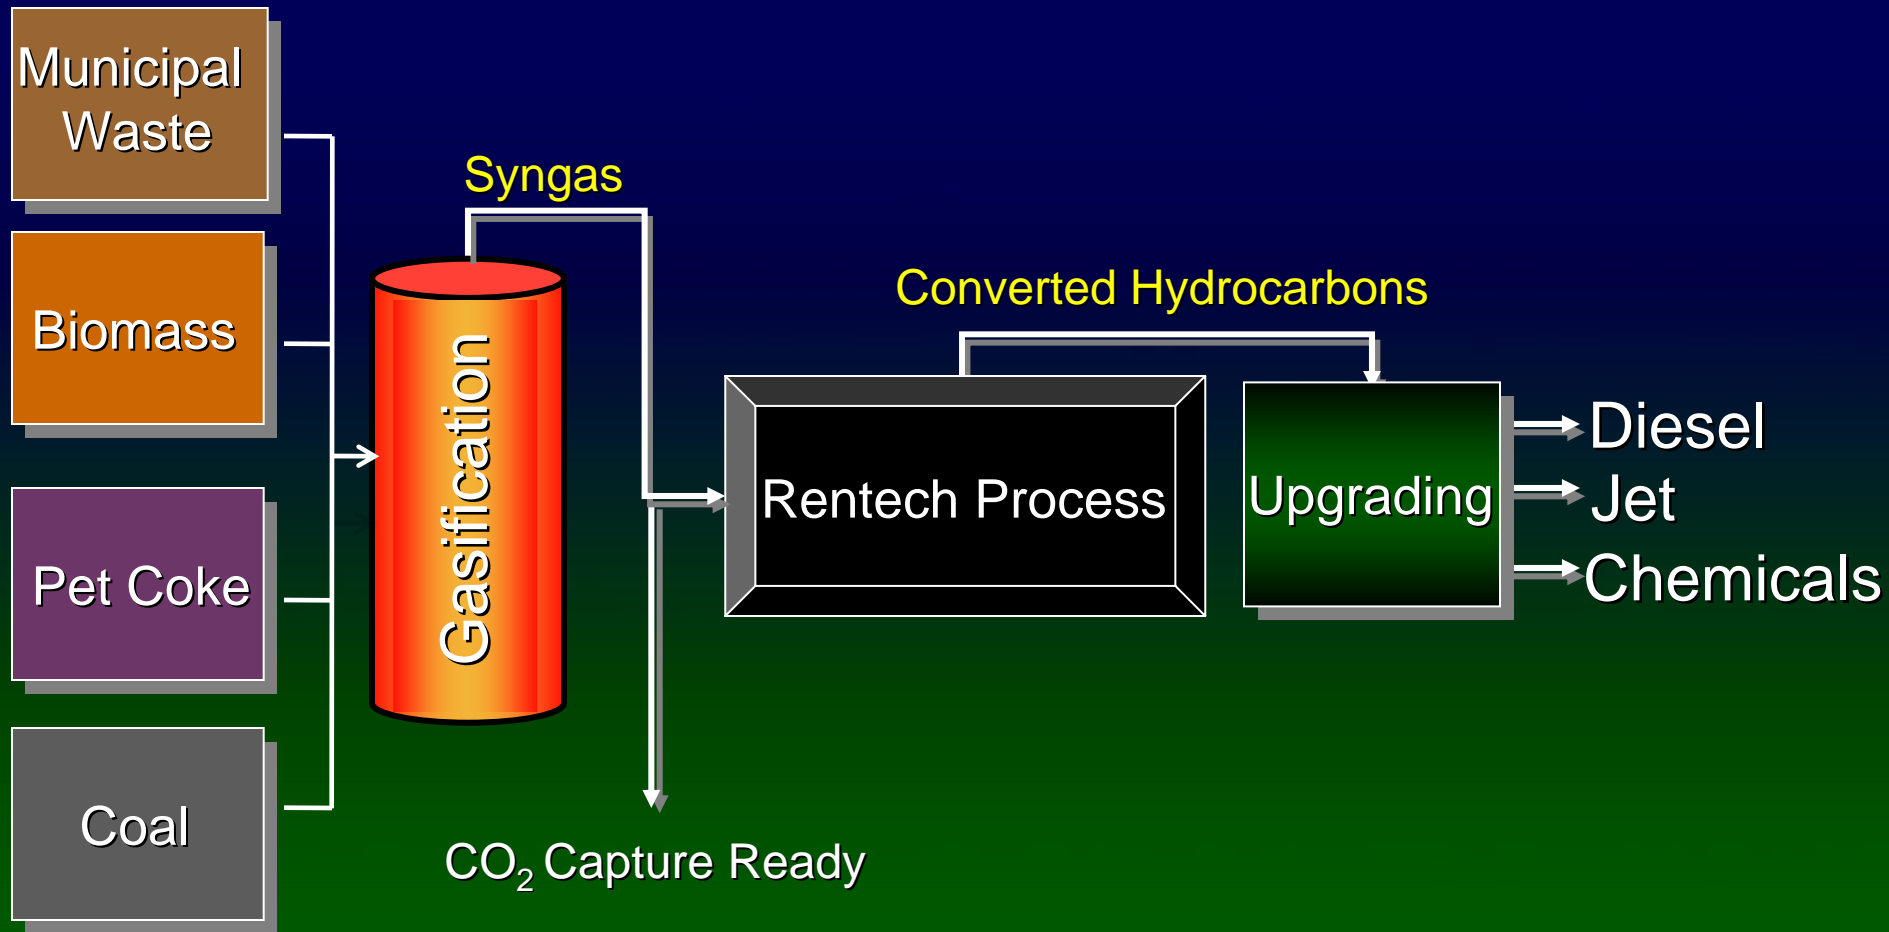 Municipal
Waste
Biomass
Pet Coke
Coal
Syngas
Gasification
CO₂ Capture Ready
Converted Hydrocarbons
Rentech Process
Upgrading
Diesel
Jet
Chemicals